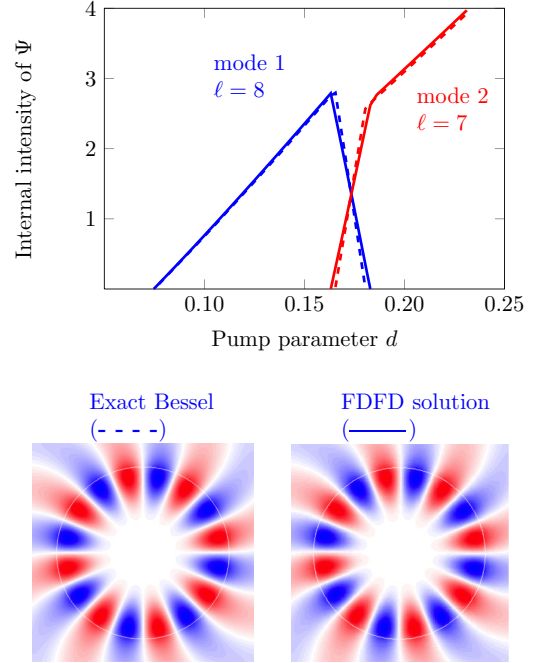 Internal intensity of Ψ
4
3
2
1
mode 1
ℓ = 8
mode 2
ℓ = 7
0.10 0.15 0.20 0.25
Pump parameter d
Exact Bessel
(- - - -)
FDFD solution
(——)